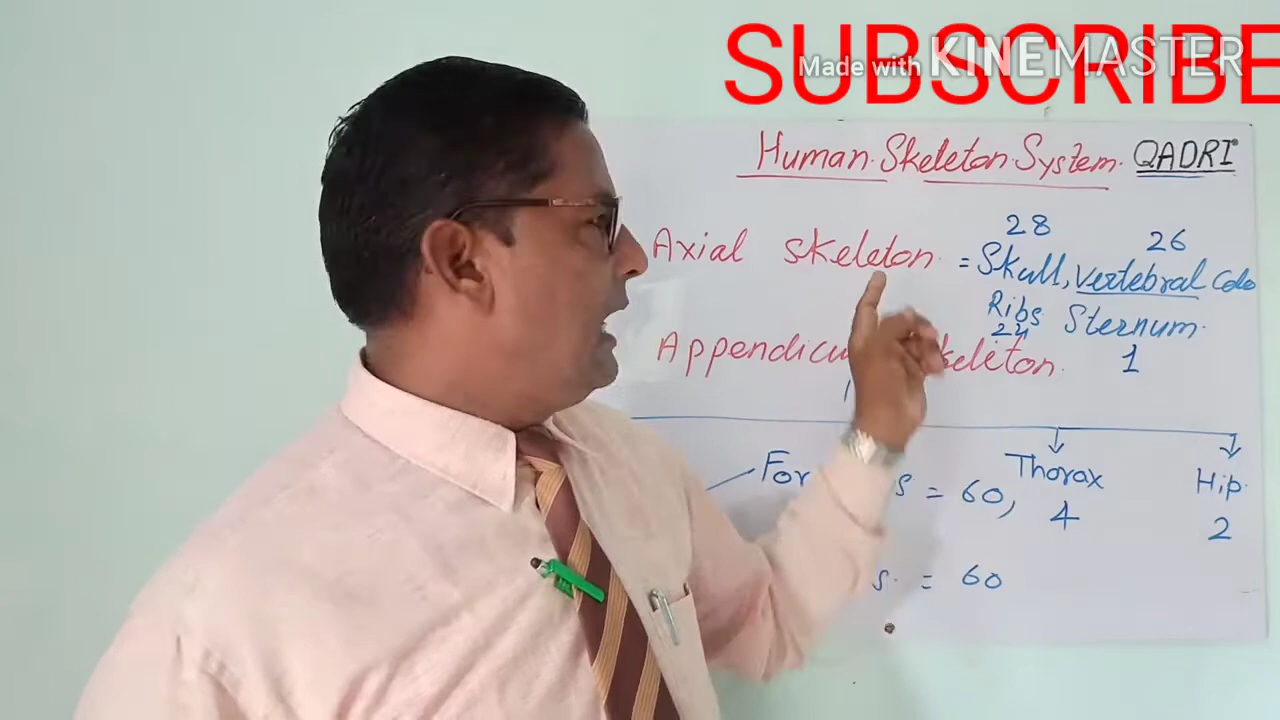 SUBSCRIBE
Made with KINEMASTER
Human Skeleton System. QADRI
28 26
Axial skeleton = Skull, Vertebral
Ribs Sternum.
24 1
Appendicu keleton.
For s = 60, Thorax Hip.
4 2
s. = 60